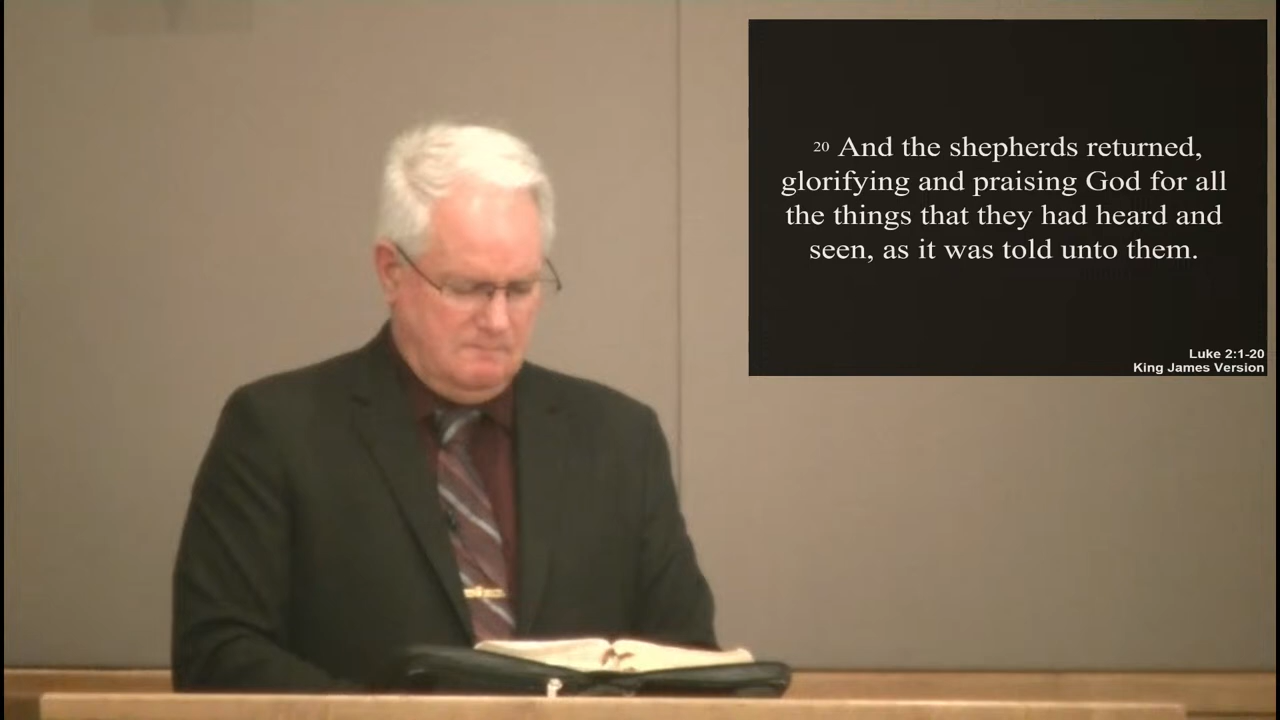 20 And the shepherds returned,
glorifying and praising God for all
the things that they had heard and
seen, as it was told unto them.
Luke 2:1-20
King James Version